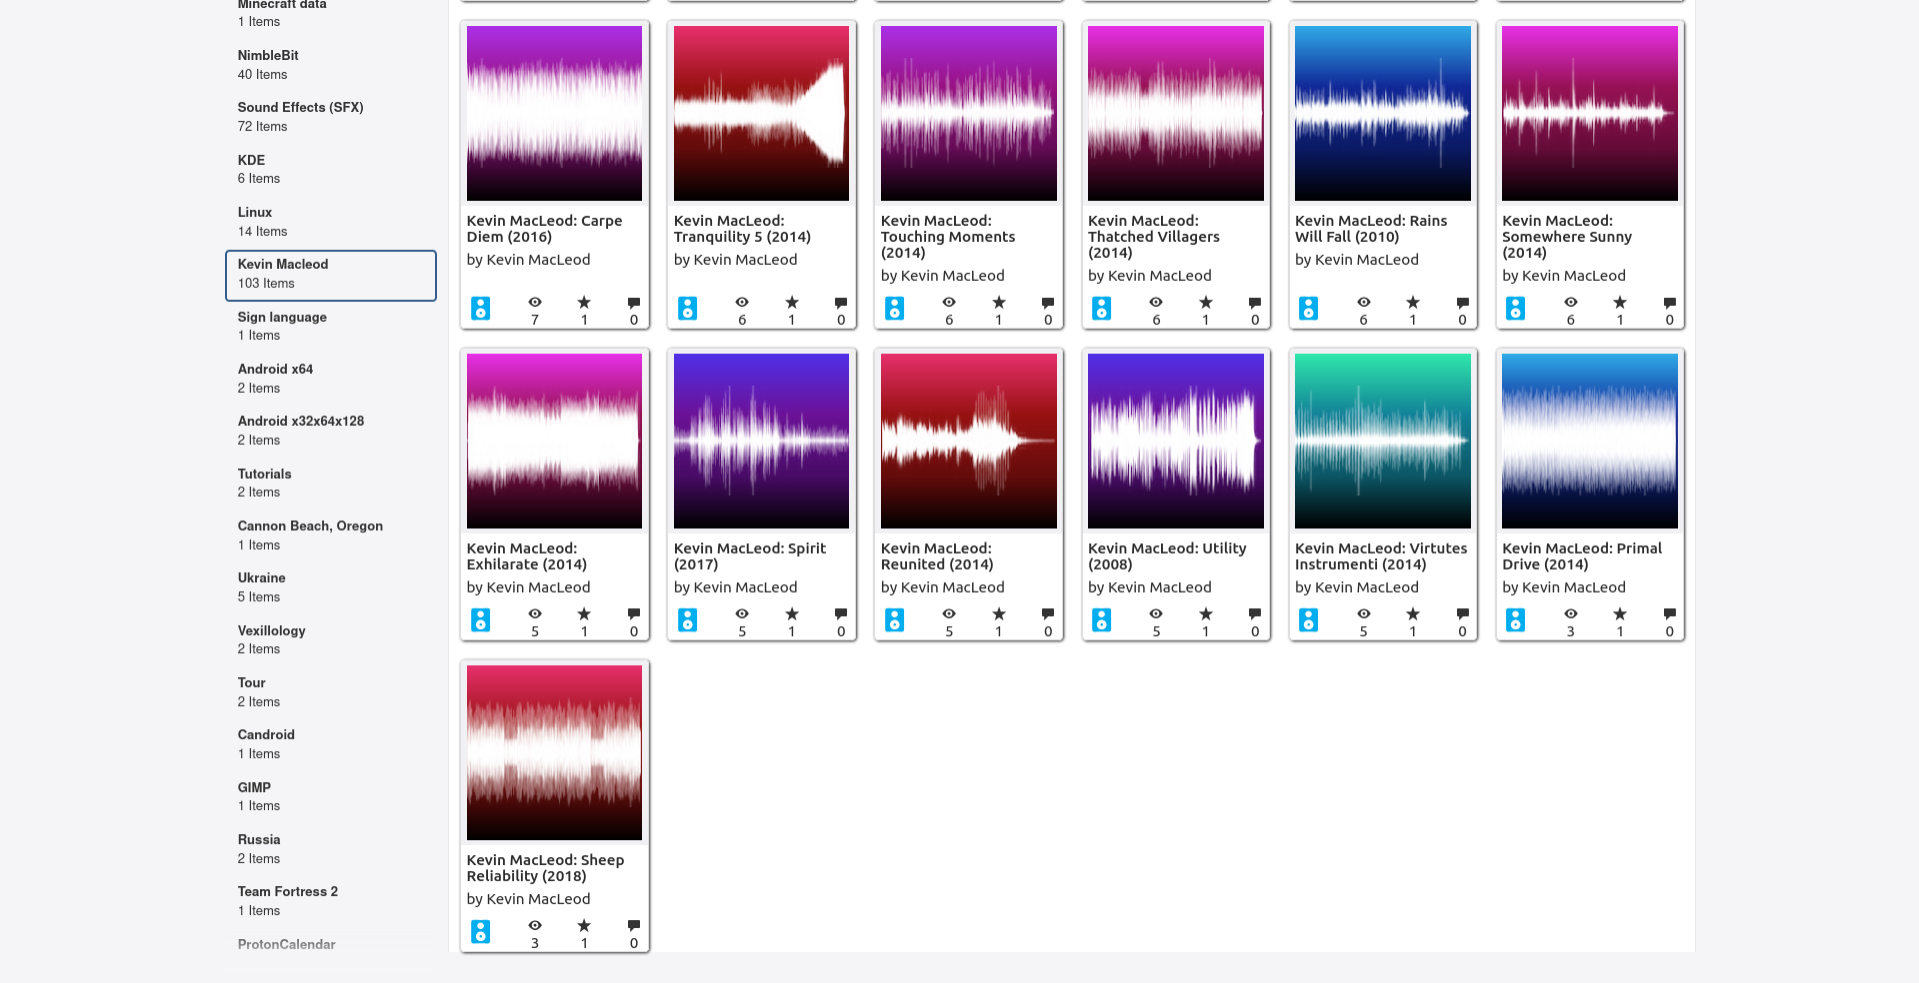 Minecraft data
1 Items
NimbleBit
40 Items
Sound Effects (SFX)
72 Items
KDE
6 Items
Linux
14 Items
Kevin Macleod
103 Items
Sign language
1 Items
Android x64
2 Items
Android x32x64x128
2 Items
Tutorials
2 Items
Cannon Beach, Oregon
1 Items
Ukraine
5 Items
Vexillology
2 Items
Tour
2 Items
Candroid
1 Items
GIMP
1 Items
Russia
2 Items
Team Fortress 2
1 Items
ProtonCalendar
Kevin MacLeod: Carpe
Diem (2016)
by Kevin MacLeod
7 1 0
Kevin MacLeod:
Tranquility 5 (2014)
by Kevin MacLeod
6 1 0
Kevin MacLeod:
Touching Moments
(2014)
by Kevin MacLeod
6 1 0
Kevin MacLeod:
Thatched Villagers
(2014)
by Kevin MacLeod
6 1 0
Kevin MacLeod: Rains
Will Fall (2010)
by Kevin MacLeod
6 1 0
Kevin MacLeod:
Somewhere Sunny
(2014)
by Kevin MacLeod
6 1 0
Kevin MacLeod:
Exhilarate (2014)
by Kevin MacLeod
5 1 0
Kevin MacLeod: Spirit
(2017)
by Kevin MacLeod
5 1 0
Kevin MacLeod:
Reunited (2014)
by Kevin MacLeod
5 1 0
Kevin MacLeod: Utility
(2008)
by Kevin MacLeod
5 1 0
Kevin MacLeod: Virtutes
Instrumenti (2014)
by Kevin MacLeod
5 1 0
Kevin MacLeod: Primal
Drive (2014)
by Kevin MacLeod
3 1 0
Kevin MacLeod: Sheep
Reliability (2018)
by Kevin MacLeod
3 1 0